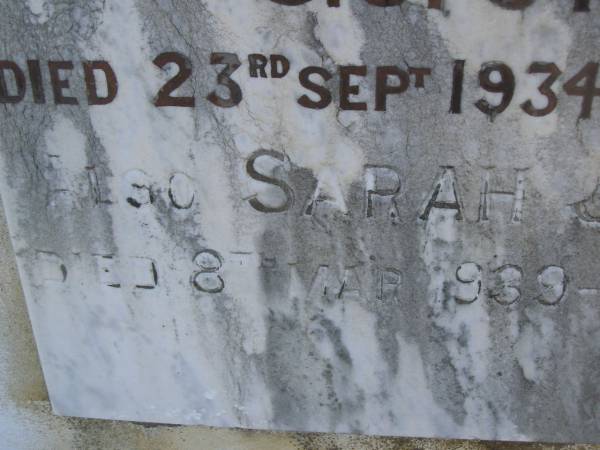 DIED 23RD SEPT 1934
ALSO SARAH
DIED 8TH MAR 1939